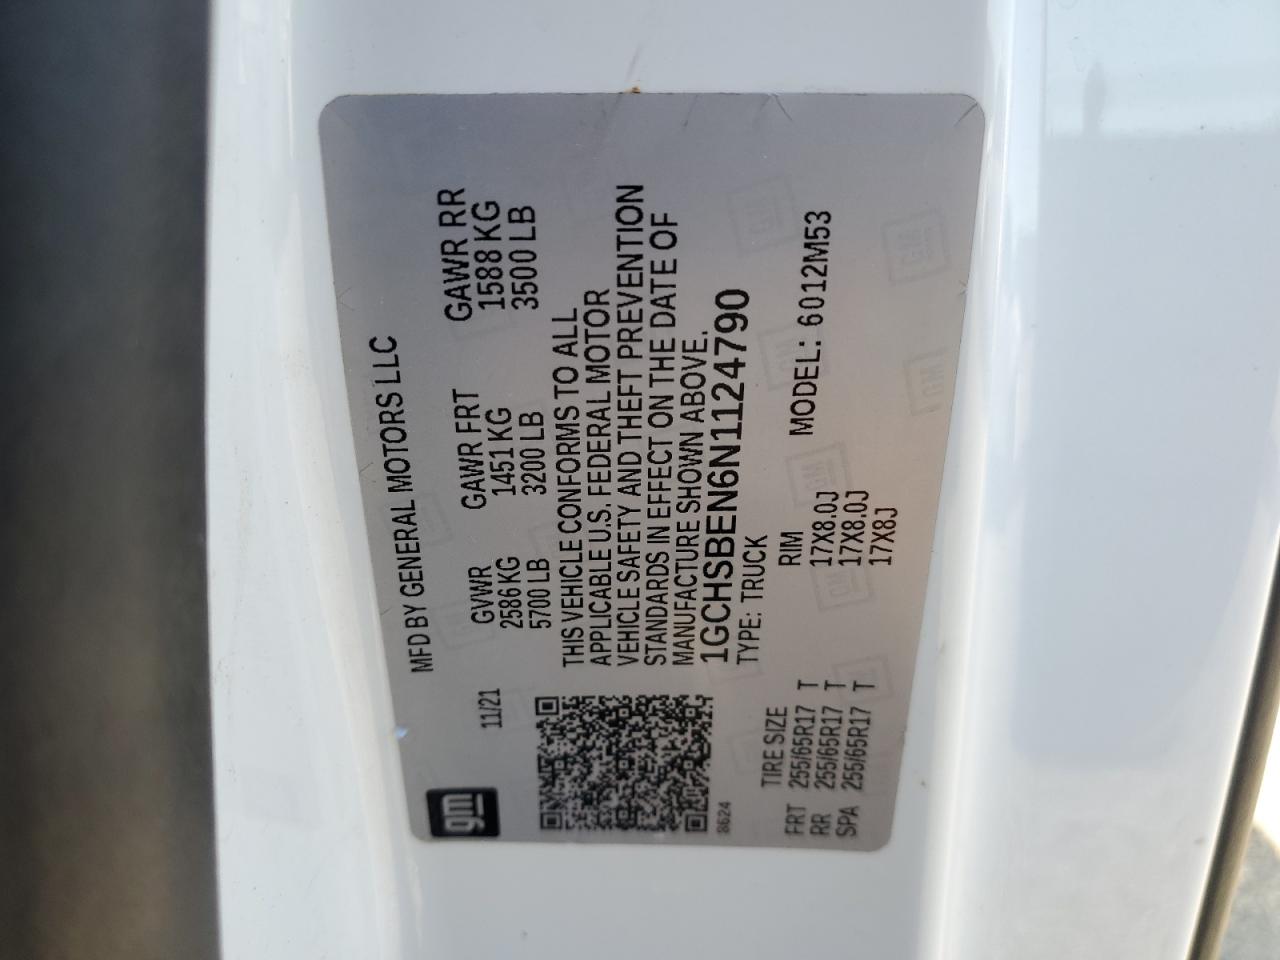 gm
11/21
MFD BY GENERAL MOTORS LLC
GVWR GAWR FRT GAWR RR
2586 KG 1451 KG 1588 KG
5700 LB 3200 LB 3500 LB
THIS VEHICLE CONFORMS TO ALL
APPLICABLE U.S. FEDERAL MOTOR
VEHICLE SAFETY AND THEFT PREVENTION
STANDARDS IN EFFECT ON THE DATE OF
MANUFACTURE SHOWN ABOVE.
1GCHSBEN6N1124790
8624
TYPE: TRUCK
TIRE SIZE RIM MODEL: 6012M53
FRT 255/65R17 T 17X8.0J
RR 255/65R17 T 17X8.0J
SPA 255/65R17 T 17X8J